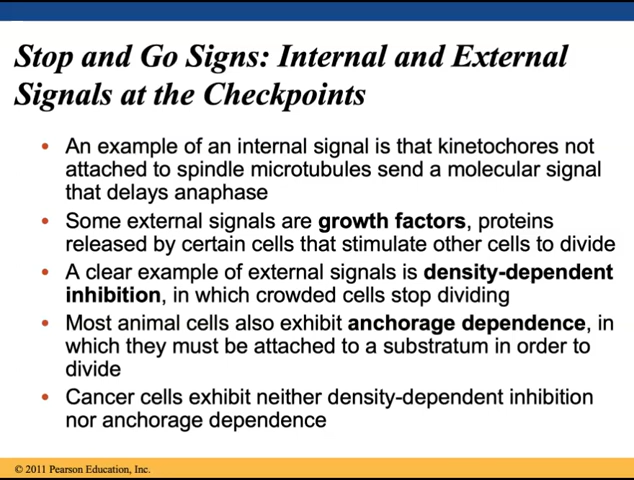 Stop and Go Signs: Internal and External
Signals at the Checkpoints
• An example of an internal signal is that kinetochores not
attached to spindle microtubules send a molecular signal
that delays anaphase
• Some external signals are growth factors, proteins
released by certain cells that stimulate other cells to divide
• A clear example of external signals is density-dependent
inhibition, in which crowded cells stop dividing
• Most animal cells also exhibit anchorage dependence, in
which they must be attached to a substratum in order to
divide
• Cancer cells exhibit neither density-dependent inhibition
nor anchorage dependence
© 2011 Pearson Education, Inc.